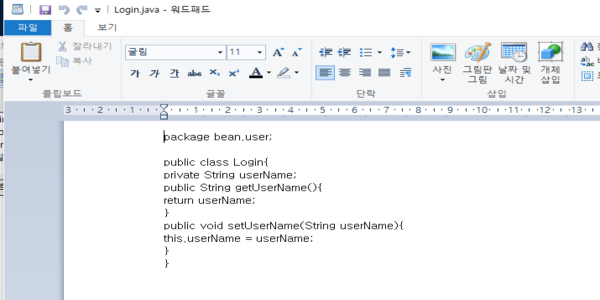 Login.java - 워드패드
파일 홈 보기
붙여넣기
잘라내기
복사
클립보드
굴림 11
가 가 가 abc X₂ X² A
글꼴
단락
사진
그림판 그림
날짜 및 시간
개체 삽입
삽입
3 2 1 1 2 3 4 5 6 7 8 9 10 11 12 13
package bean.user;
public class Login{
private String userName;
public String getUserName(){
return userName;
}
public void setUserName(String userName){
this.userName = userName;
}
}